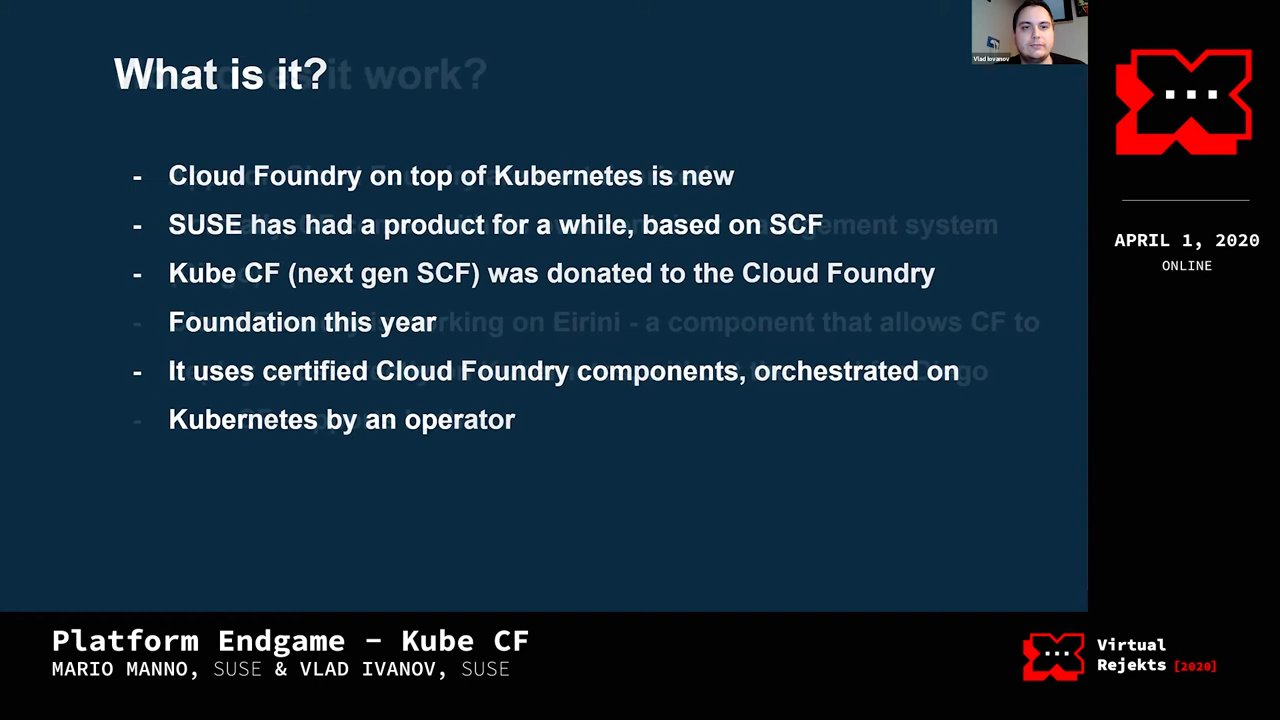 What is it?
- Cloud Foundry on top of Kubernetes is new
- SUSE has had a product for a while, based on SCF
- Kube CF (next gen SCF) was donated to the Cloud Foundry
Foundation this year
- It uses certified Cloud Foundry components, orchestrated on
Kubernetes by an operator
Vlad Iovanov
APRIL 1, 2020
ONLINE
Platform Endgame – Kube CF
MARIO MANNO, SUSE & VLAD IVANOV, SUSE
Virtual
Rejekts [2020]